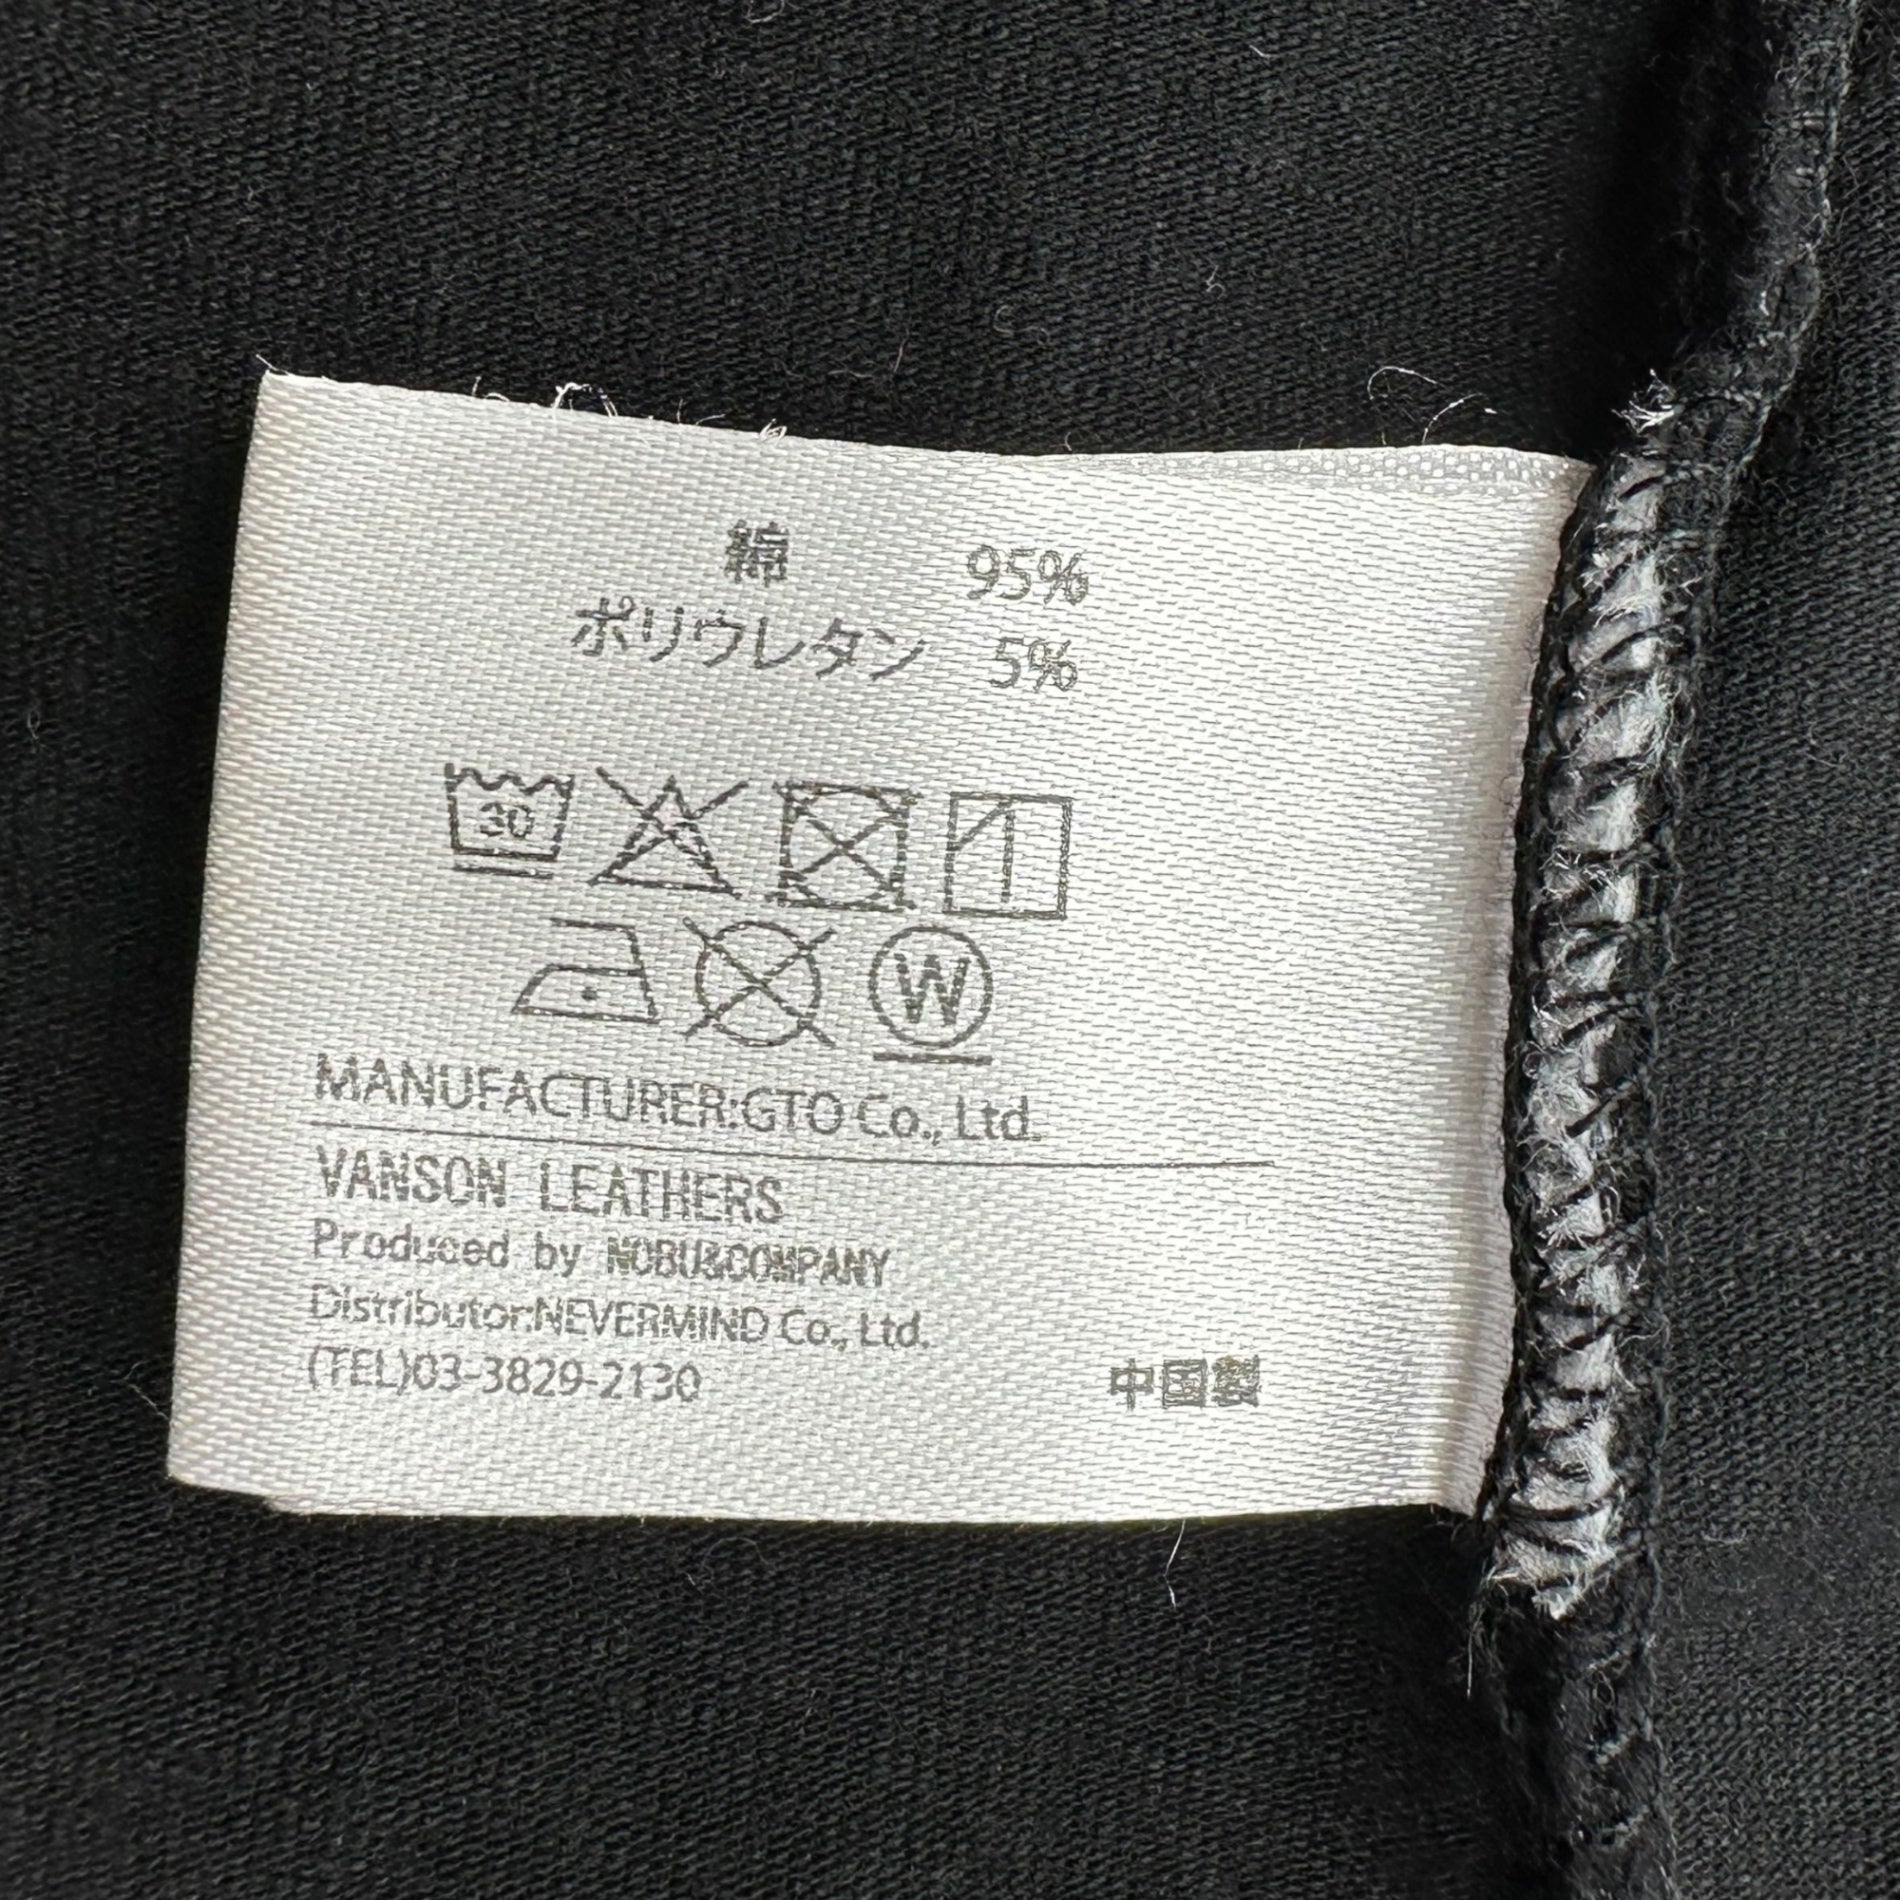 綿 95%
ポリウレタン 5%
30
W
MANUFACTURER:GTO Co., Ltd.
VANSON LEATHERS
Produced by NOBU&COMPANY
Distributor:NEVERMIND Co., Ltd.
(TEL)03-3829-2130
中国製